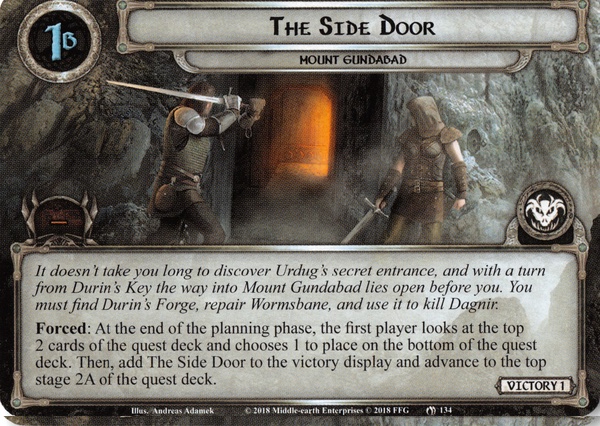 1B
THE SIDE DOOR
MOUNT GUNDABAD
–
It doesn't take you long to discover Urdug's secret entrance, and with a turn
from Durin's Key the way into Mount Gundabad lies open before you. You
must find Durin's Forge, repair Wormsbane, and use it to kill Dagnir.
Forced: At the end of the planning phase, the first player looks at the top
2 cards of the quest deck and chooses 1 to place on the bottom of the quest
deck. Then, add The Side Door to the victory display and advance to the top
stage 2A of the quest deck.
VICTORY 1
Illus. Andreas Adamek © 2018 Middle-earth Enterprises © 2018 FFG 134